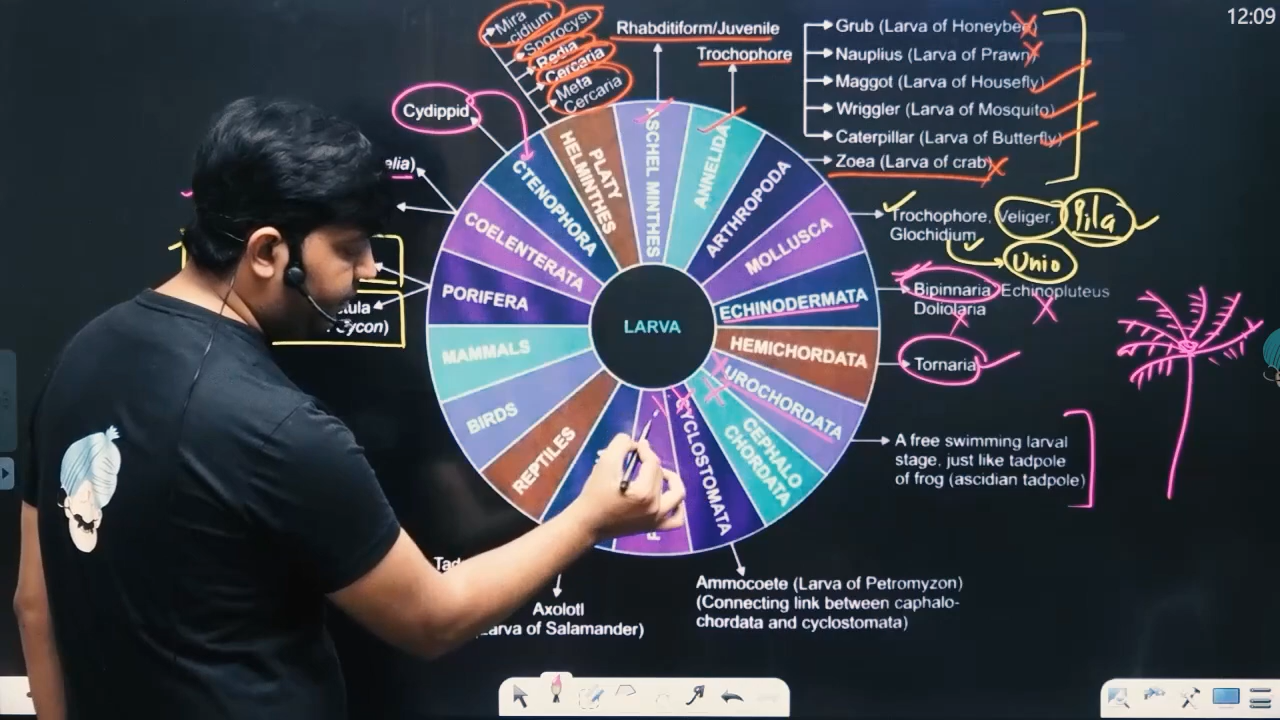 12:09
Mira
cidium
Sporocyst
Redia
Cercaria
Meta
Cercaria
Rhabditiform/Juvenile
Trochophore
Grub (Larva of Honeybee)
Nauplius (Larva of Prawn)
Maggot (Larva of Housefly)
Wriggler (Larva of Mosquito)
Caterpillar (Larva of Butterfly)
Zoea (Larva of crab)
Cydippid
elia)
Trochophore, Veliger, Pila
Glochidium
Unio
Bipinnaria Echinopluteus
Doliolaria
Tornaria
A free swimming larval
stage, just like tadpole
of frog (ascidian tadpole)
LARVA
PORIFERA
COELENTERATA
CTENOPHORA
PLATY
HELMINTHES
ASCHEL MINTHES
ANNELIDA
ARTHROPODA
MOLLUSCA
ECHINODERMATA
HEMICHORDATA
UROCHORDATA
CEPHALO
CHORDATA
CYCLOSTOMATA
REPTILES
BIRDS
MAMMALS
Ammocoete (Larva of Petromyzon)
(Connecting link between caphalo-
chordata and cyclostomata)
Axolotl
Larva of Salamander)